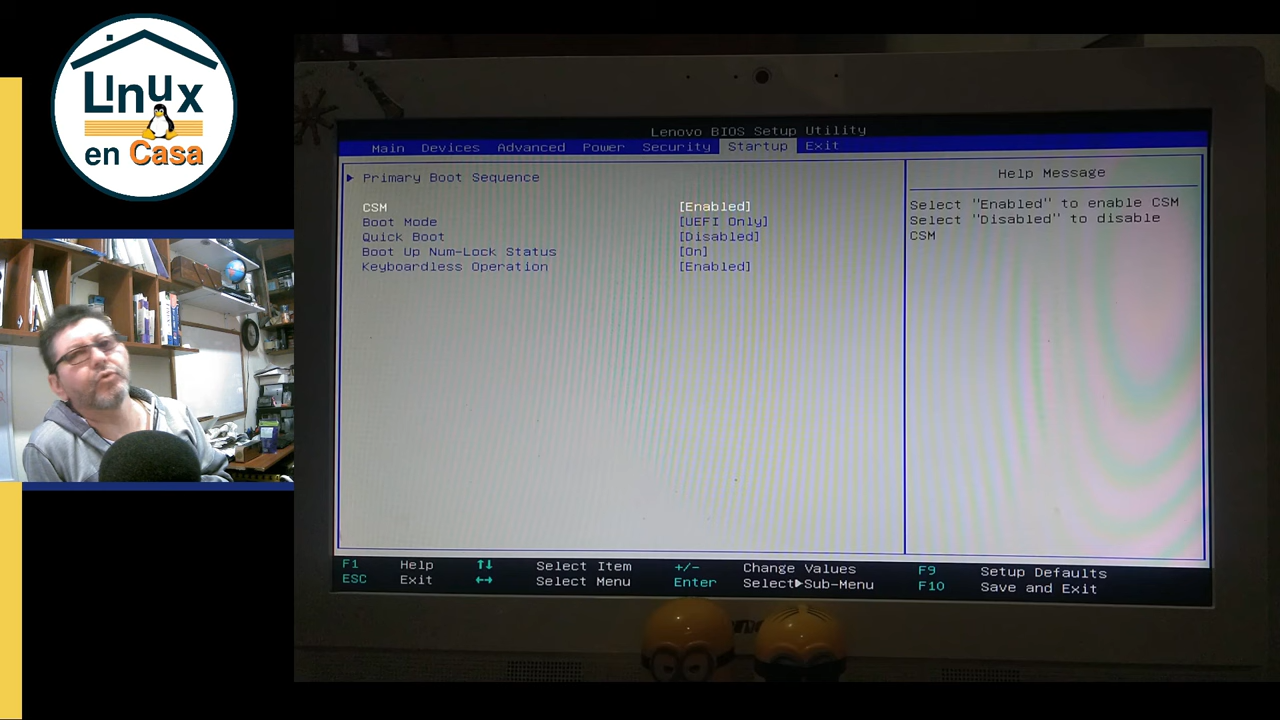 Linux
en Casa
Lenovo BIOS Setup Utility
Main Devices Advanced Power Security Startup Exit
Primary Boot Sequence
CSM [Enabled]
Boot Mode [UEFI Only]
Quick Boot [Disabled]
Boot Up Num-Lock Status [On]
Keyboardless Operation [Enabled]
Help Message
Select "Enabled" to enable CSM
Select "Disabled" to disable
CSM
F1 Help ↑↓ Select Item +/- Change Values F9 Setup Defaults
ESC Exit ←→ Select Menu Enter Select▶Sub-Menu F10 Save and Exit